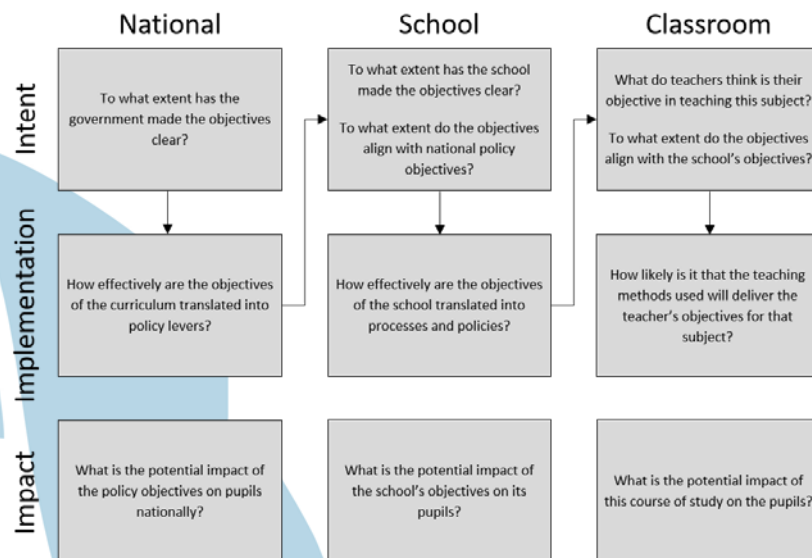 National
School
Classroom
Intent
To what extent has the
government made the objectives
clear?
To what extent has the school
made the objectives clear?
To what extent do the objectives
align with national policy
objectives?
What do teachers think is their
objective in teaching this subject?
To what extent do the objectives
align with the school's objectives?
Implementation
How effectively are the objectives
of the curriculum translated into
policy levers?
How effectively are the objectives
of the school translated into
processes and policies?
How likely is it that the teaching
methods used will deliver the
teacher's objectives for that
subject?
Impact
What is the potential impact of
the policy objectives on pupils
nationally?
What is the potential impact of
the school's objectives on its
pupils?
What is the potential impact of
this course of study on the pupils?